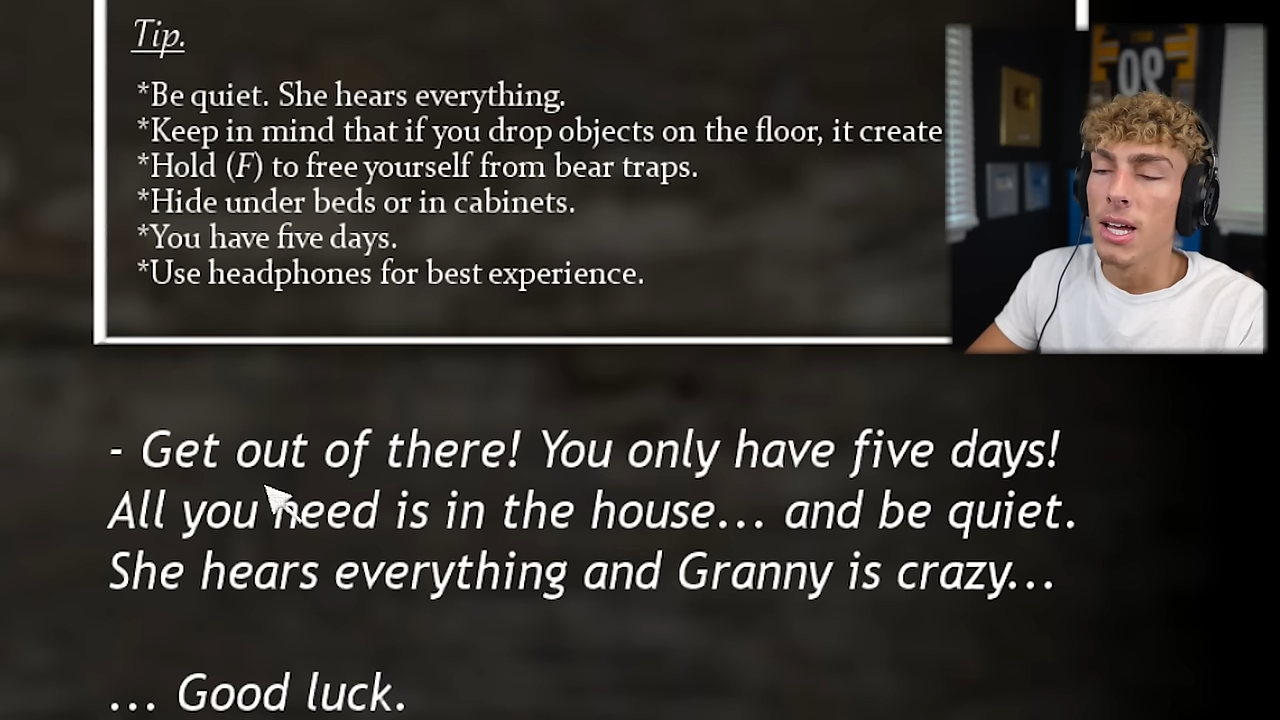 Tip.
*Be quiet. She hears everything.
*Keep in mind that if you drop objects on the floor, it create
*Hold (F) to free yourself from bear traps.
*Hide under beds or in cabinets.
*You have five days.
*Use headphones for best experience.
90
- Get out of there! You only have five days!
All you need is in the house... and be quiet.
She hears everything and Granny is crazy...
... Good luck.